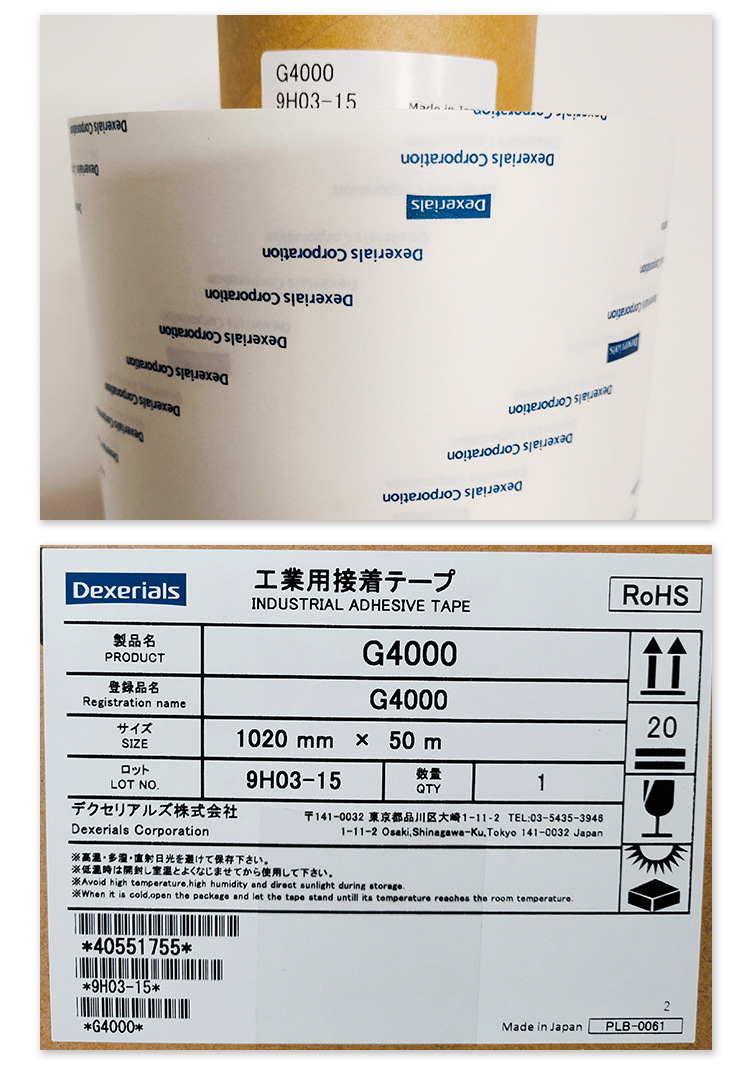 G4000
9H03-15
Made in
Dexerials Corporation
Dexerials Corporation
Dexerials Corporation
Dexerials
Dexerials Corporation
Dexerials Corporation
Dexerials Corporation
Dexerials Corporation
Dexerials Corporation
Dexerials
Dexerials Corporation
Dexerials Corporation
Dexerials Corporation
Dexerials
工業用接着テープ
INDUSTRIAL ADHESIVE TAPE
RoHS
製品名
PRODUCT
G4000
登録品名
Registration name
G4000
サイズ
SIZE
1020 mm × 50 m
20
ロット
LOT NO.
9H03-15
数量
QTY
1
デクセリアルズ株式会社
Dexerials Corporation
〒141-0032 東京都品川区大崎1-11-2 TEL:03-5435-3946
1-11-2 Osaki,Shinagawa-Ku,Tokyo 141-0032 Japan
※高温・多湿・直射日光を避けて保存下さい。
※低温時は開封し室温とよくなじませてから使用して下さい。
※Avoid high temperature,high humidity and direct sunlight during storage.
※When it is cold,open the package and let the tape stand untill its temperature reaches the room temperature.
*40551755*
*9H03-15*
*G4000*
2
Made in Japan PLB-0061